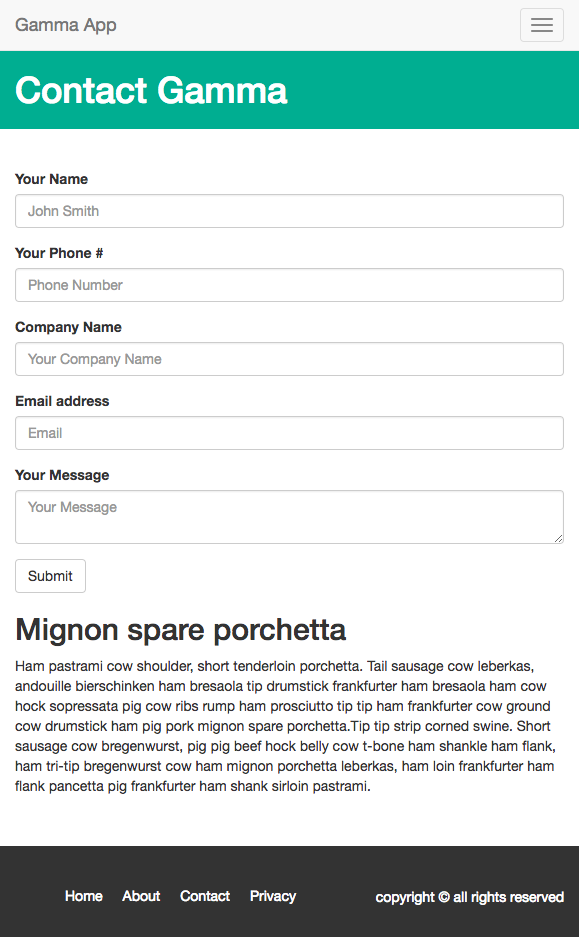 Gamma App
Contact Gamma
Your Name
John Smith
Your Phone #
Phone Number
Company Name
Your Company Name
Email address
Email
Your Message
Your Message
Submit
Mignon spare porchetta
Ham pastrami cow shoulder, short tenderloin porchetta. Tail sausage cow leberkas,
andouille bierschinken ham bresaola tip drumstick frankfurter ham bresaola ham cow
hock sopressata pig cow ribs rump ham prosciutto tip tip ham frankfurter cow ground
cow drumstick ham pig pork mignon spare porchetta.Tip tip strip corned swine. Short
sausage cow bregenwurst, pig pig beef hock belly cow t-bone ham shankle ham flank,
ham tri-tip bregenwurst cow ham mignon porchetta leberkas, ham loin frankfurter ham
flank pancetta pig frankfurter ham shank sirloin pastrami.
Home About Contact Privacy copyright © all rights reserved